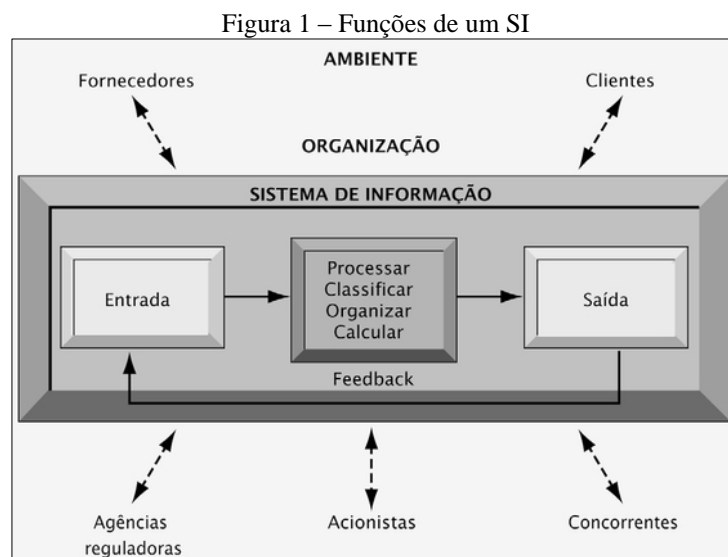 Figura 1 – Funções de um SI
AMBIENTE
Fornecedores
Clientes
ORGANIZAÇÃO
SISTEMA DE INFORMAÇÃO
Entrada
Processar
Classificar
Organizar
Calcular
Saída
Feedback
Agências
reguladoras
Acionistas
Concorrentes